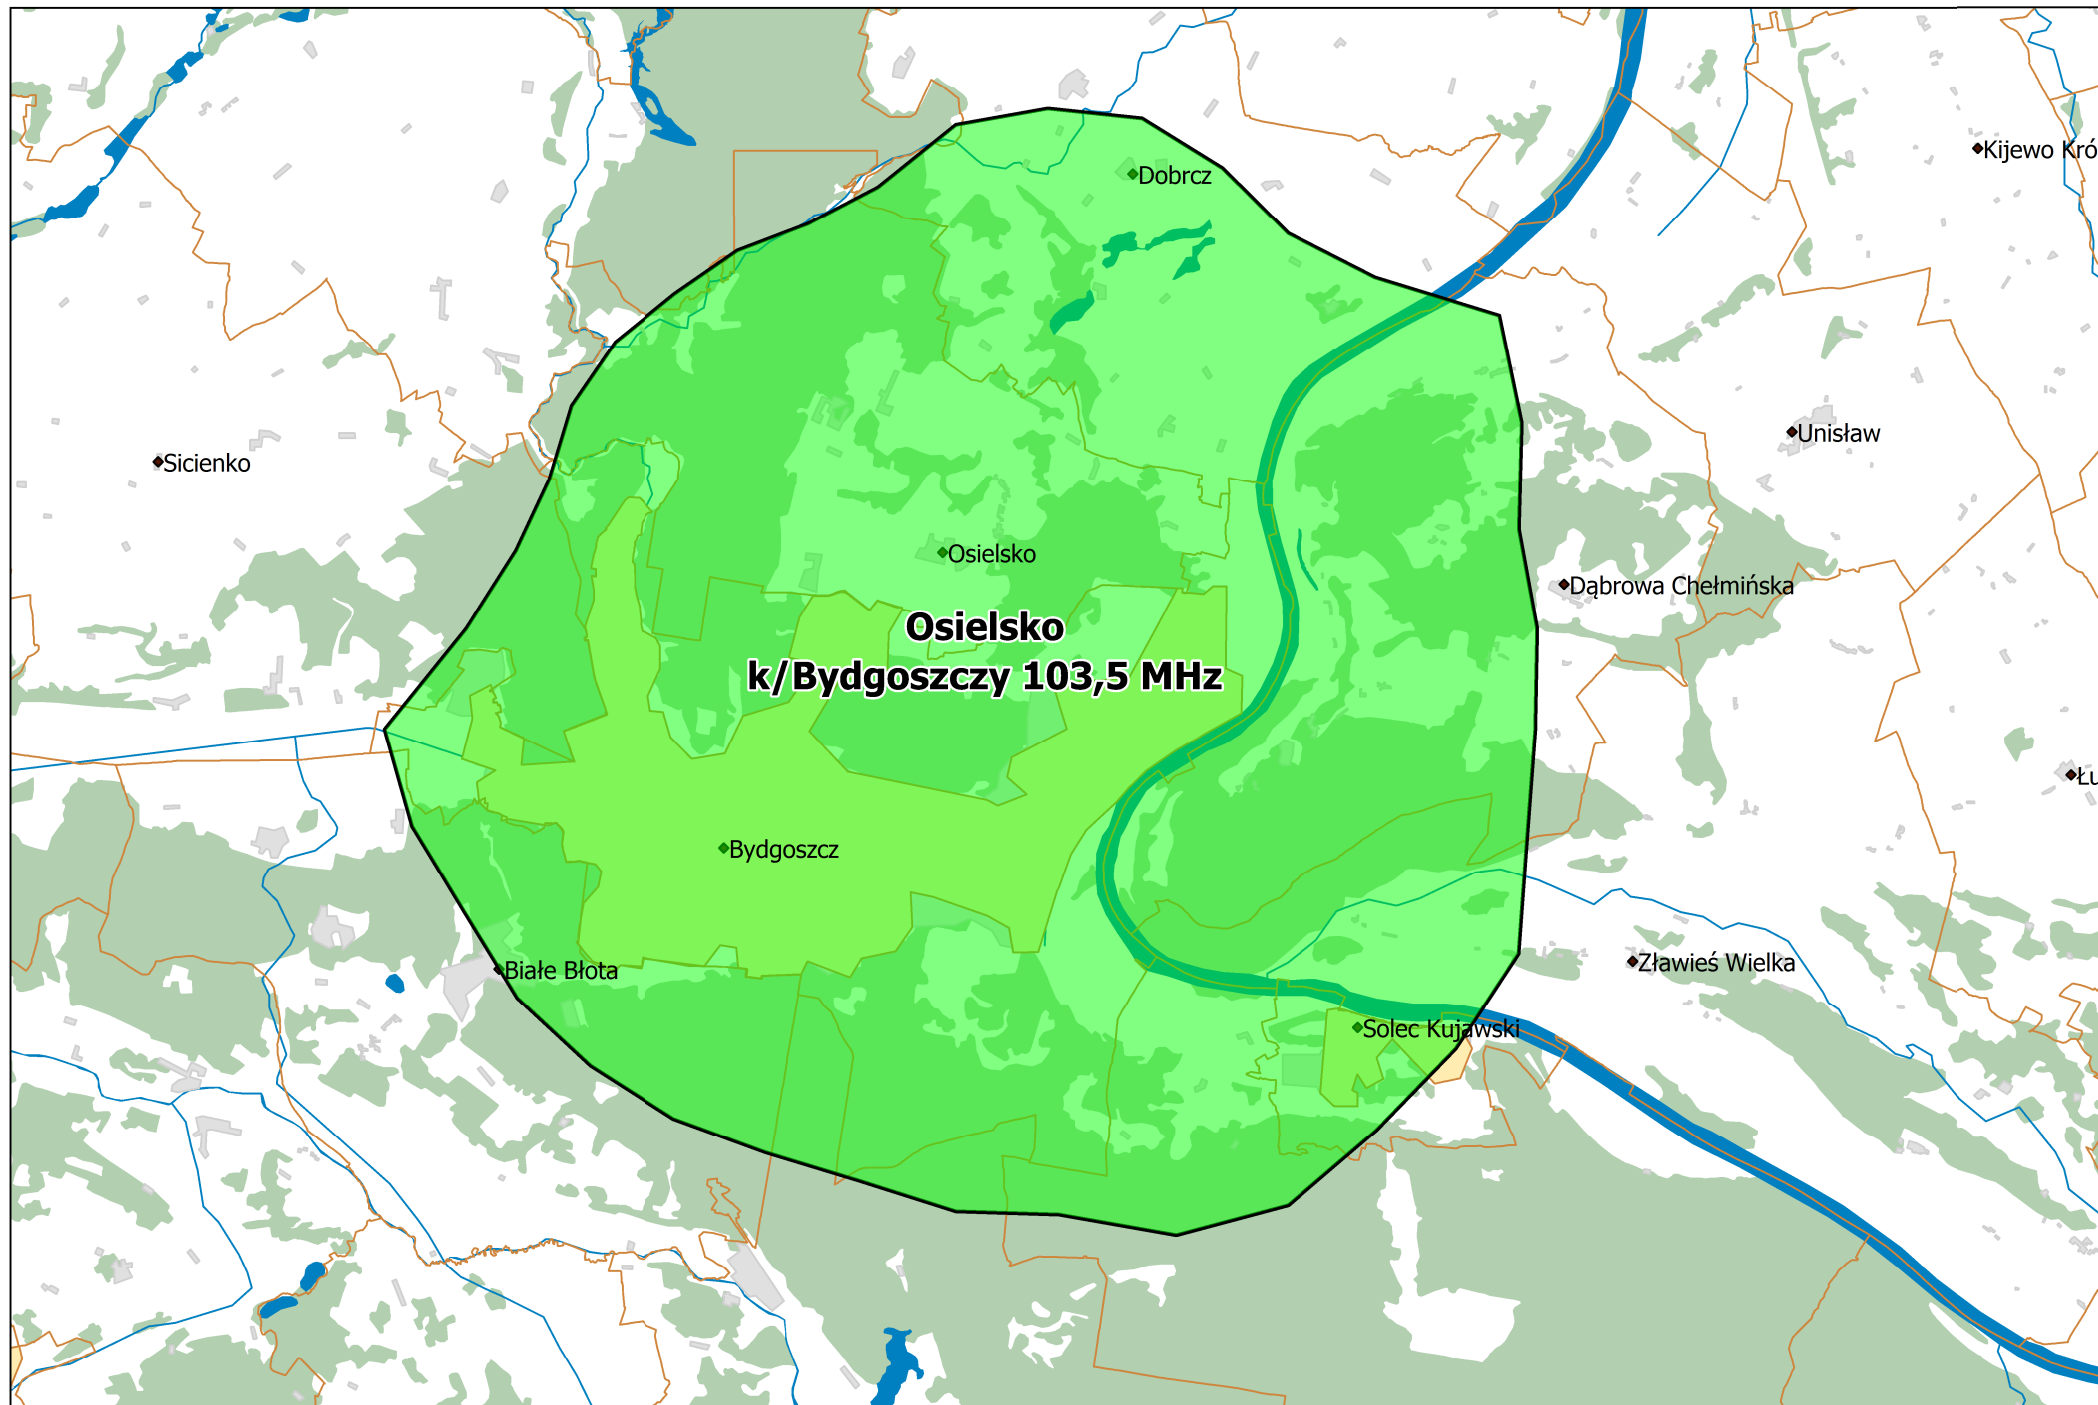 Kijewo Kró
Dobrcz
Unisław
Sicienko
Osielsko
Dąbrowa Chełmińska
Osielsko
k/Bydgoszczy 103,5 MHz
Łu
Bydgoszcz
Białe Błota
Zławieś Wielka
Solec Kujawski